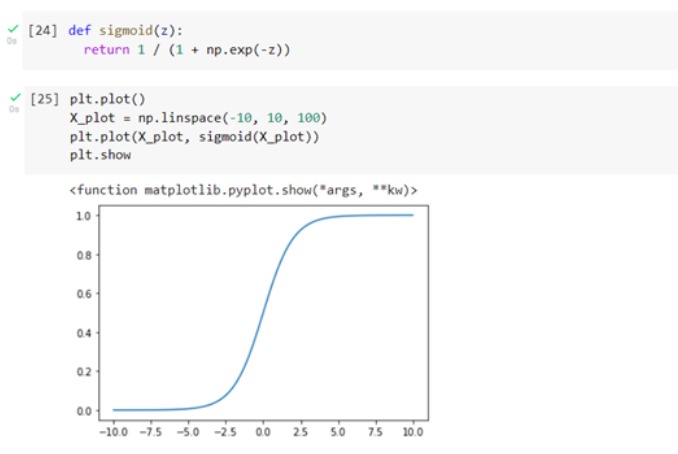 [24] def sigmoid(z):
0s
return 1 / (1 + np.exp(-z))
[25] plt.plot()
0s
X_plot = np.linspace(-10, 10, 100)
plt.plot(X_plot, sigmoid(X_plot))
plt.show
<function matplotlib.pyplot.show(*args, **kw)>
1.0
0.8
0.6
0.4
0.2
0.0
−10.0 −7.5 −5.0 −2.5 0.0 2.5 5.0 7.5 10.0